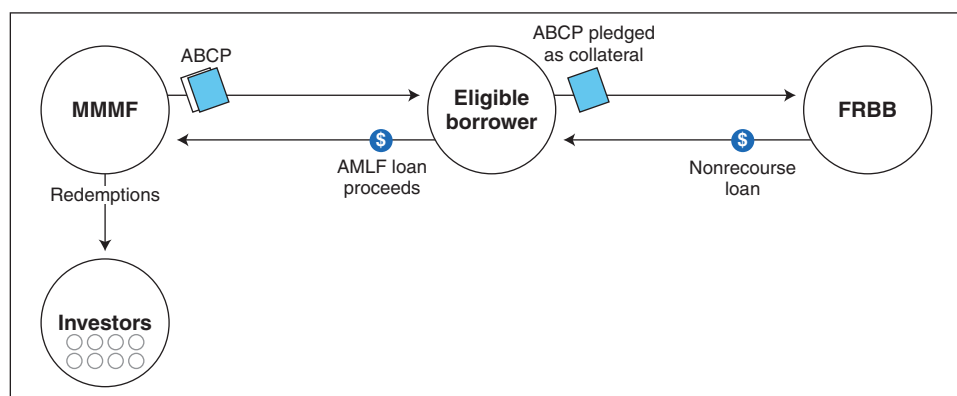 ABCP
ABCP pledged
as collateral
MMMF
Eligible
borrower
FRBB
$
$
AMLF loan
proceeds
Nonrecourse
loan
Redemptions
Investors